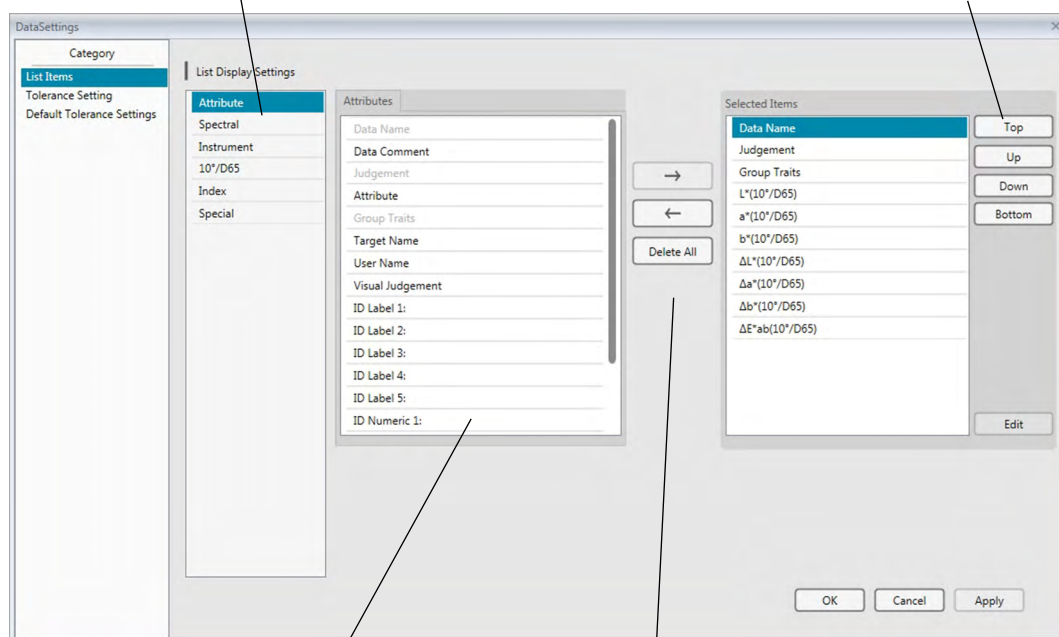 DataSettings
Category
List Items
Tolerance Setting
Default Tolerance Settings
List Display Settings
Attribute
Spectral
Instrument
10°/D65
Index
Special
Attributes
Data Name
Data Comment
Judgement
Attribute
Group Traits
Target Name
User Name
Visual Judgement
ID Label 1:
ID Label 2:
ID Label 3:
ID Label 4:
ID Label 5:
ID Numeric 1:
→
←
Delete All
Selected Items
Data Name
Judgement
Group Traits
L*(10°/D65)
a*(10°/D65)
b*(10°/D65)
ΔL*(10°/D65)
Δa*(10°/D65)
Δb*(10°/D65)
ΔE*ab(10°/D65)
Top
Up
Down
Bottom
Edit
OK
Cancel
Apply